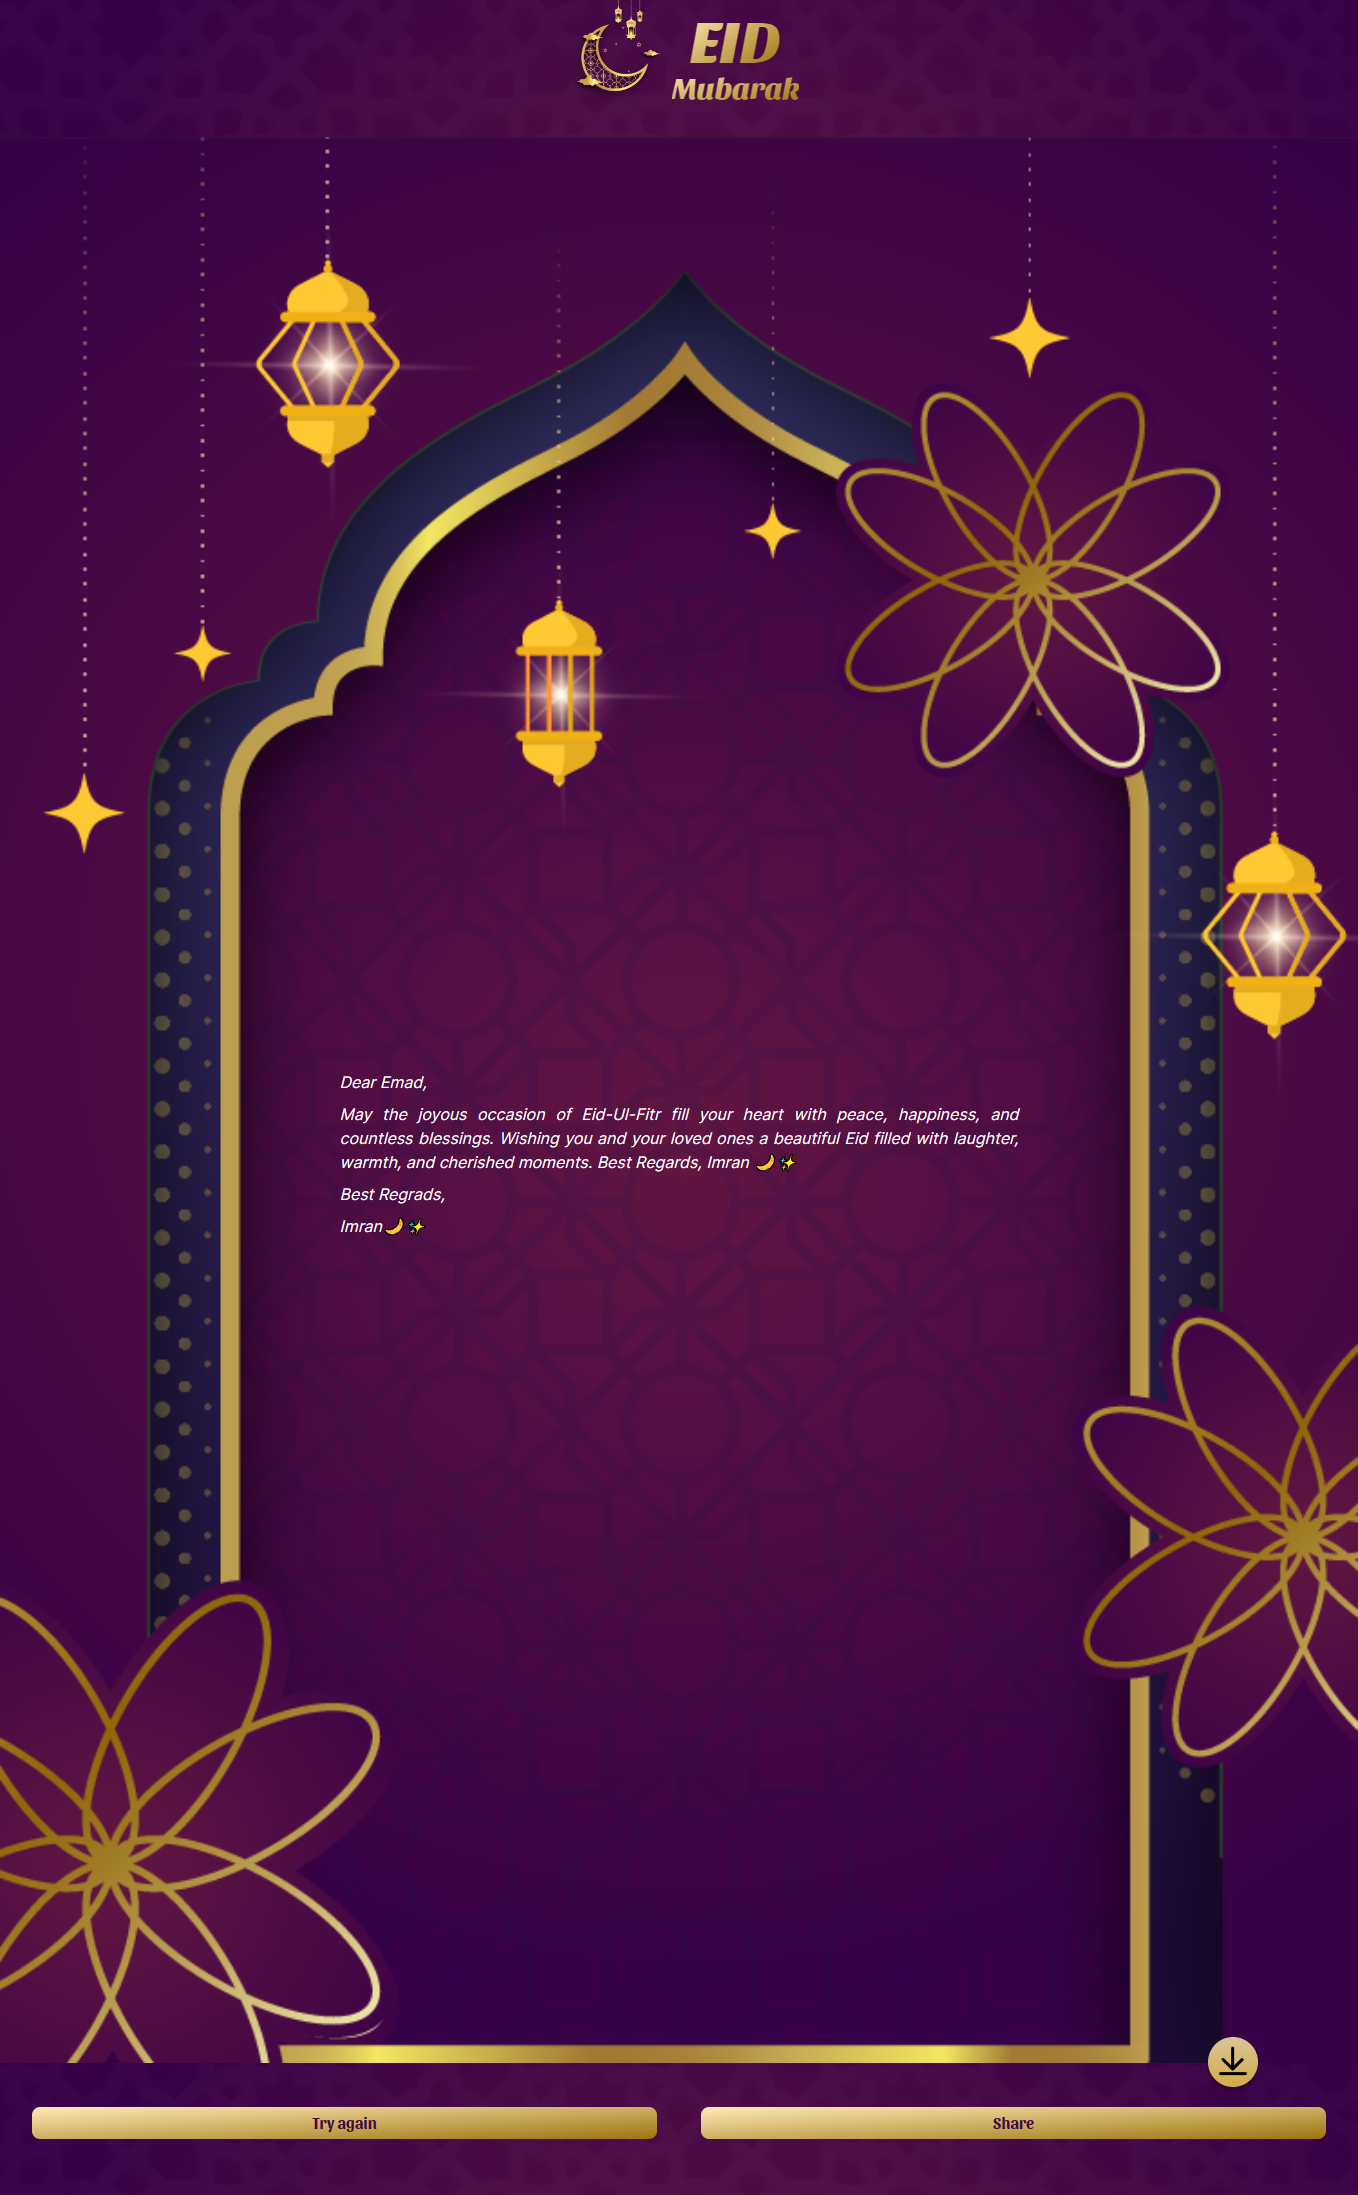 EID
Mubarak
Dear Emad,
May the joyous occasion of Eid-Ul-Fitr fill your heart with peace, happiness, and
countless blessings. Wishing you and your loved ones a beautiful Eid filled with laughter,
warmth, and cherished moments. Best Regards, Imran 🌙✨
Best Regrads,
Imran🌙✨
Try again
Share